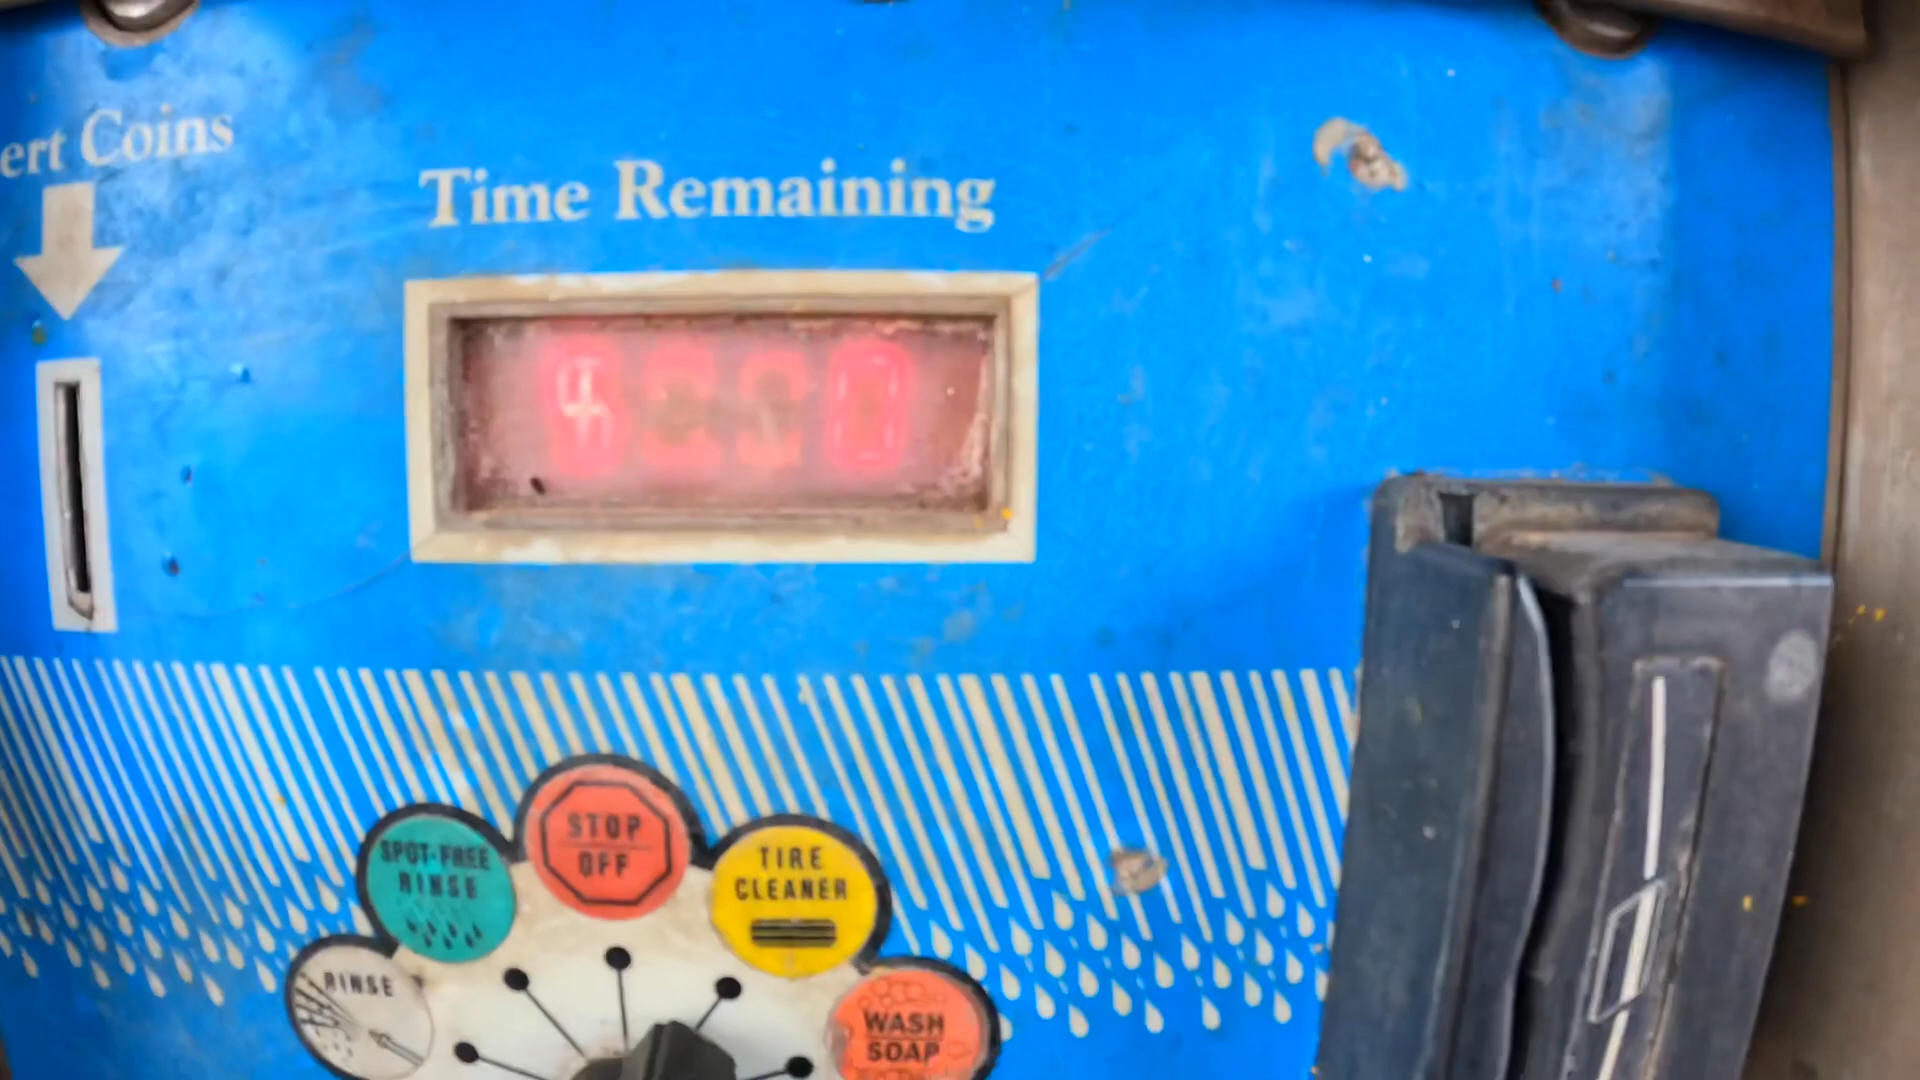 ert Coins
Time Remaining
STOP
OFF
SPOT-FREE
RINSE
TIRE
CLEANER
RINSE
WASH
SOAP